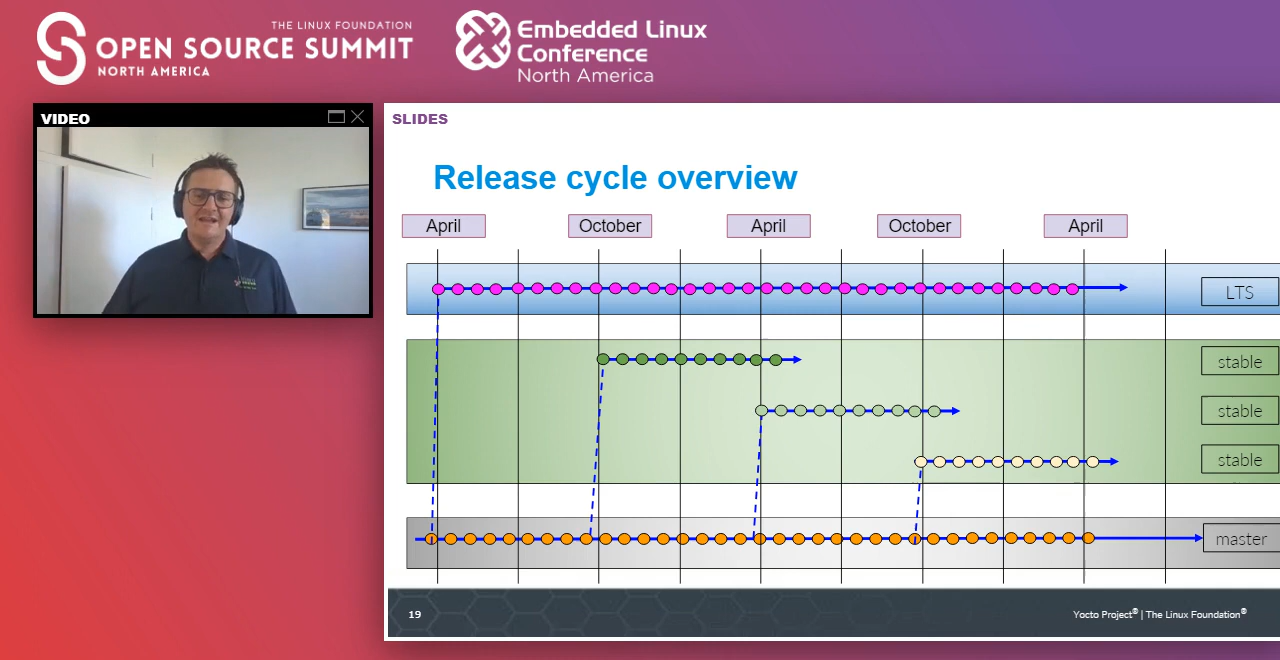 THE LINUX FOUNDATION
OPEN SOURCE SUMMIT
NORTH AMERICA
Embedded Linux
Conference
North America
VIDEO
SLIDES
Release cycle overview
April October April October April
LTS
stable
stable
stable
master
19
Yocto Project® | The Linux Foundation®